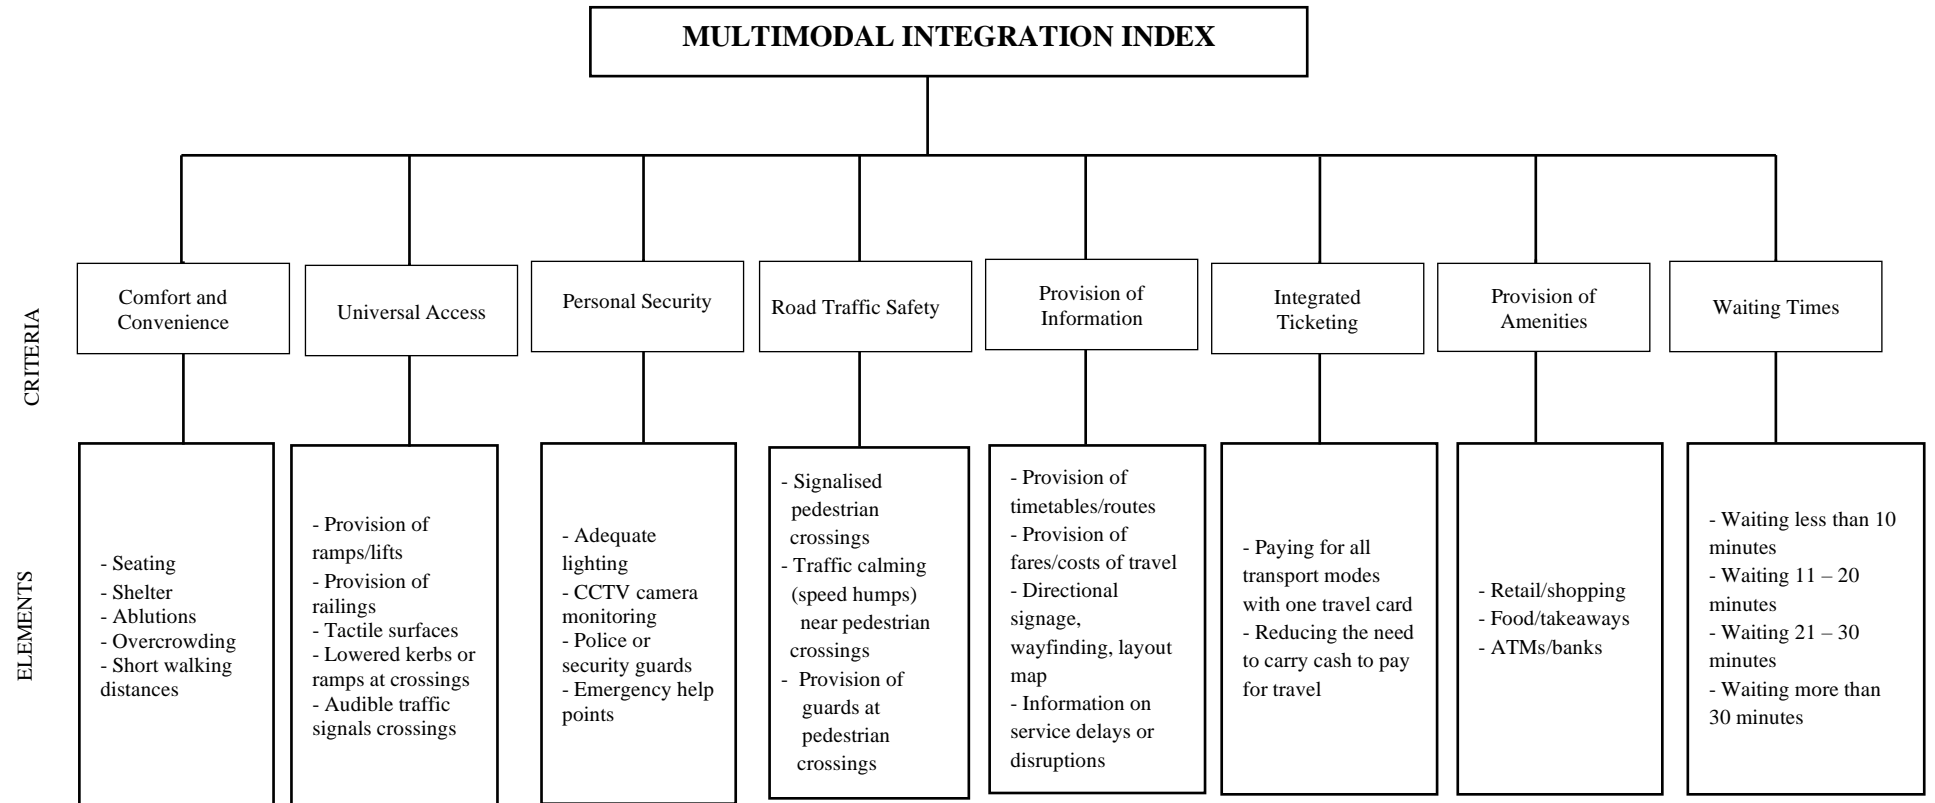 MULTIMODAL INTEGRATION INDEX
CRITERIA
Comfort and
Convenience
Universal Access
Personal Security
Road Traffic Safety
Provision of
Information
Integrated
Ticketing
Provision of
Amenities
Waiting Times
ELEMENTS
- Seating
- Shelter
- Ablutions
- Overcrowding
- Short walking
distances
- Provision of
ramps/lifts
- Provision of
railings
- Tactile surfaces
- Lowered kerbs or
ramps at crossings
- Audible traffic
signals crossings
- Adequate
lighting
- CCTV camera
monitoring
- Police or
security guards
- Emergency help
points
- Signalised
pedestrian
crossings
- Traffic calming
(speed humps)
near pedestrian
crossings
- Provision of
guards at
pedestrian
crossings
- Provision of
timetables/routes
- Provision of
fares/costs of travel
- Directional
signage,
wayfinding, layout
map
- Information on
service delays or
disruptions
- Paying for all
transport modes
with one travel card
- Reducing the need
to carry cash to pay
for travel
- Retail/shopping
- Food/takeaways
- ATMs/banks
- Waiting less than 10
minutes
- Waiting 11 – 20
minutes
- Waiting 21 – 30
minutes
- Waiting more than
30 minutes